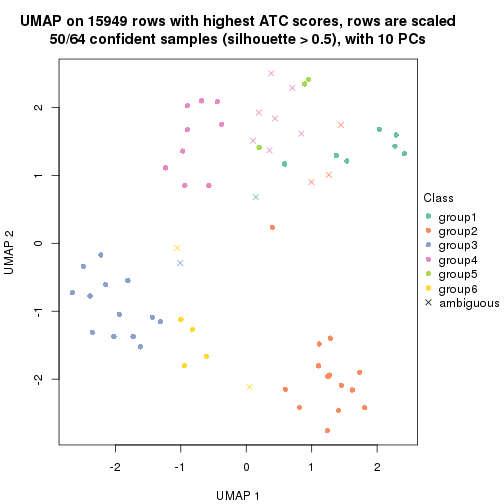 UMAP on 15949 rows with highest ATC scores, rows are scaled
50/64 confident samples (silhouette > 0.5), with 10 PCs
UMAP 2
2
1
0
-1
-2
-2
-1
0
1
2
UMAP 1
Class
group1
group2
group3
group4
group5
group6
ambiguous